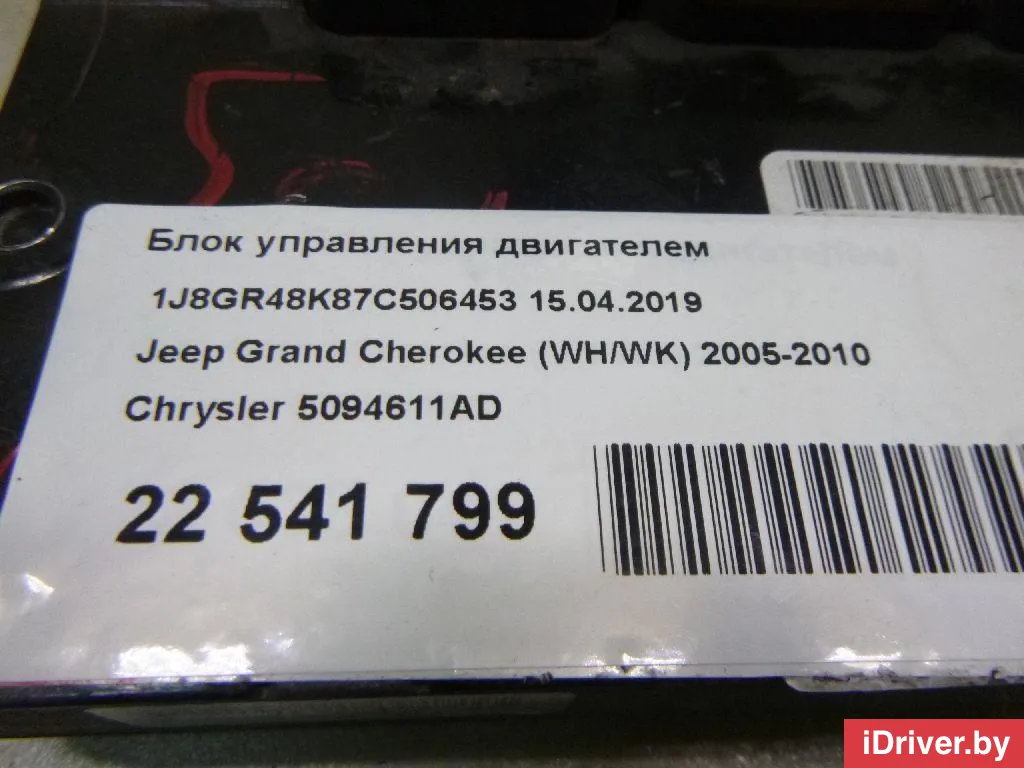 Блок управления двигателем
1J8GR48K87C506453 15.04.2019
Jeep Grand Cherokee (WH/WK) 2005-2010
Chrysler 5094611AD
22 541 799
iDriver.by